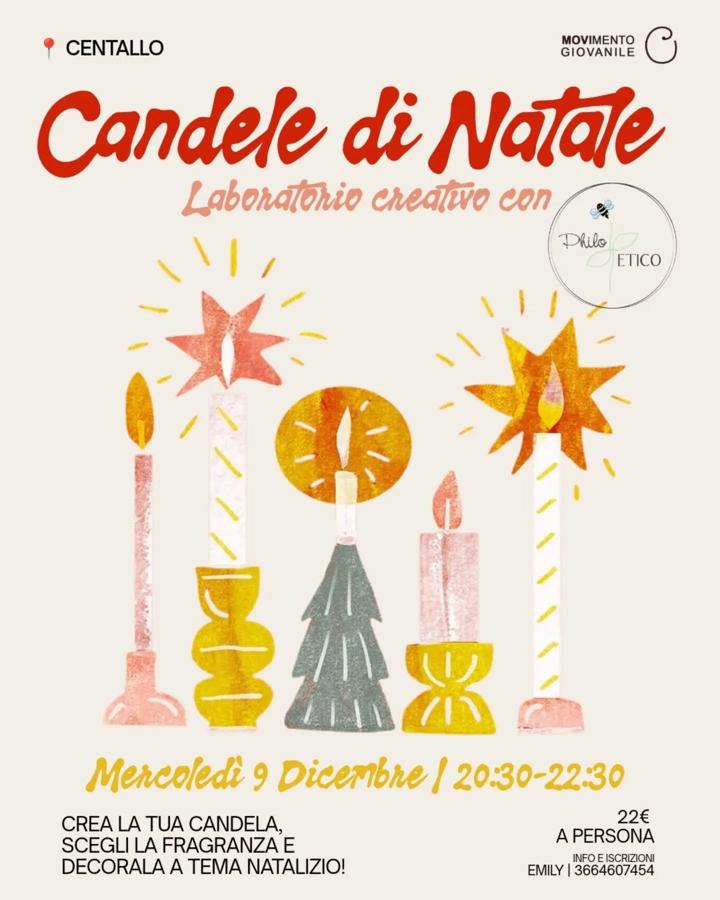 📍 CENTALLO
MOVIMENTO
GIOVANILE
Candele di Natale
Laboratorio creativo con
Philo
ETICO
Mercoledì 9 Dicembre | 20:30-22:30
CREA LA TUA CANDELA,
SCEGLI LA FRAGRANZA E
DECORALA A TEMA NATALIZIO!
22€
A PERSONA
INFO E ISCRIZIONI
EMILY | 3664607454